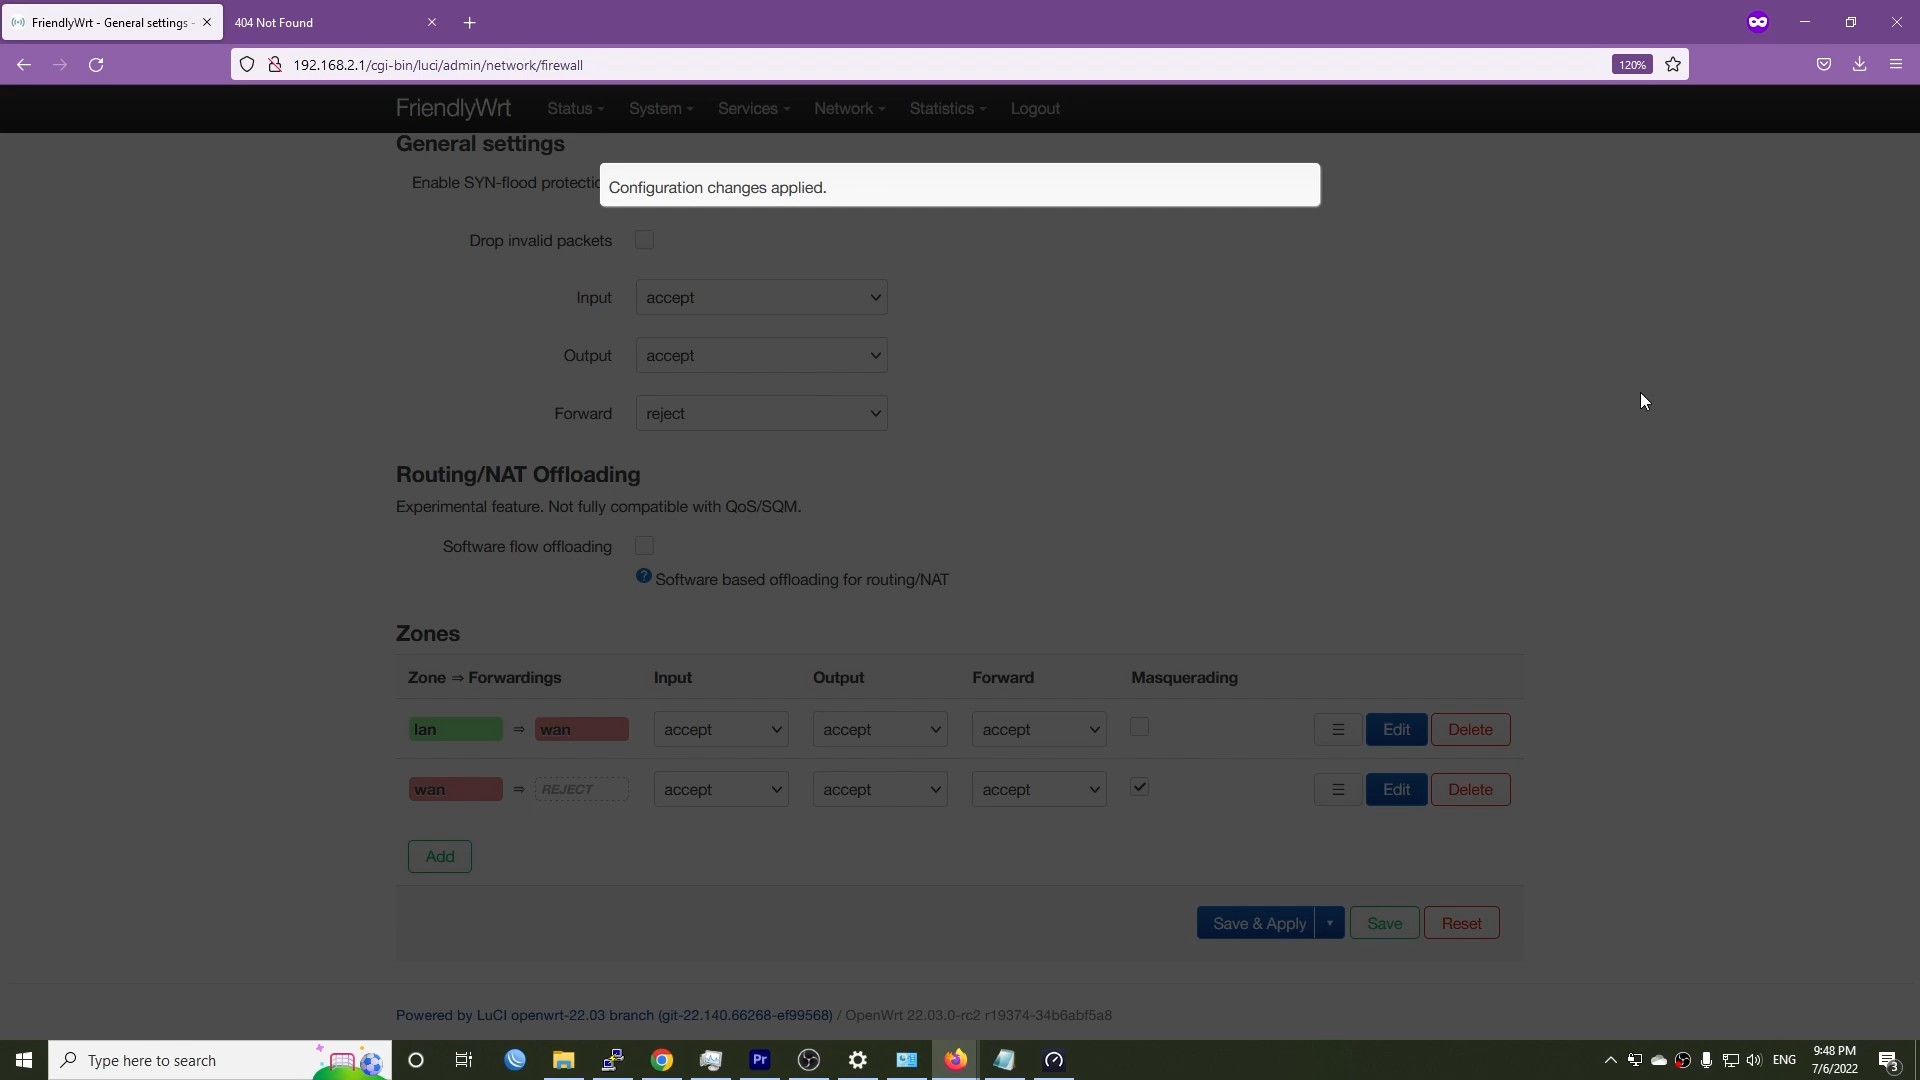 FriendlyWrt - General settings -
404 Not Found
192.168.2.1/cgi-bin/luci/admin/network/firewall
120%
FriendlyWrt Status System Services Network Statistics Logout
General settings
Enable SYN-flood protectio
Configuration changes applied.
Drop invalid packets
Input accept
Output accept
Forward reject
Routing/NAT Offloading
Experimental feature. Not fully compatible with QoS/SQM.
Software flow offloading
Software based offloading for routing/NAT
Zones
Zone ⇒ Forwardings Input Output Forward Masquerading
lan ⇒ wan accept accept accept Edit Delete
wan ⇒ REJECT accept accept accept Edit Delete
Add
Save & Apply Save Reset
Powered by LuCI openwrt-22.03 branch (git-22.140.66268-ef99568) / OpenWrt 22.03.0-rc2 r19374-34b6abf5a8
Type here to search
Pr
ENG
9:48 PM
7/6/2022
3